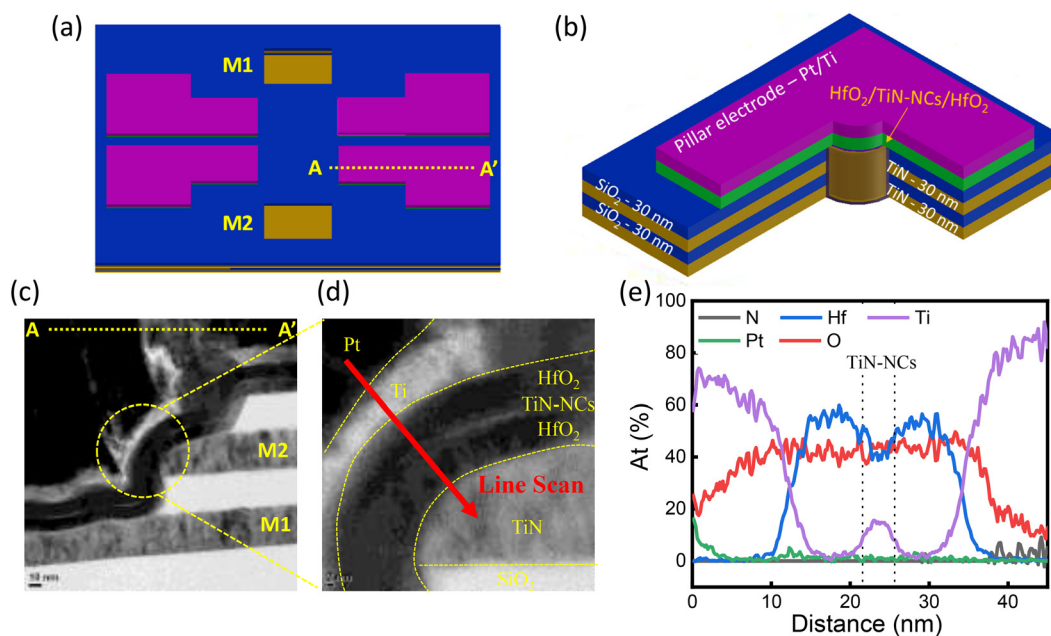 (a)
M1
A
A'
M2
(b)
Pillar electrode – Pt/Ti
HfO₂/TiN-NCs/HfO₂
SiO₂ - 30 nm
SiO₂ - 30 nm
TiN - 30 nm
TiN - 30 nm
(c)
A
A'
M2
M1
10 nm
(d)
Pt
Ti
HfO₂
TiN-NCs
HfO₂
Line Scan
TiN
SiO₂
(e)
N
Hf
Ti
Pt
O
TiN-NCs
At (%)
100
80
60
40
20
0
0
10
20
30
40
Distance (nm)